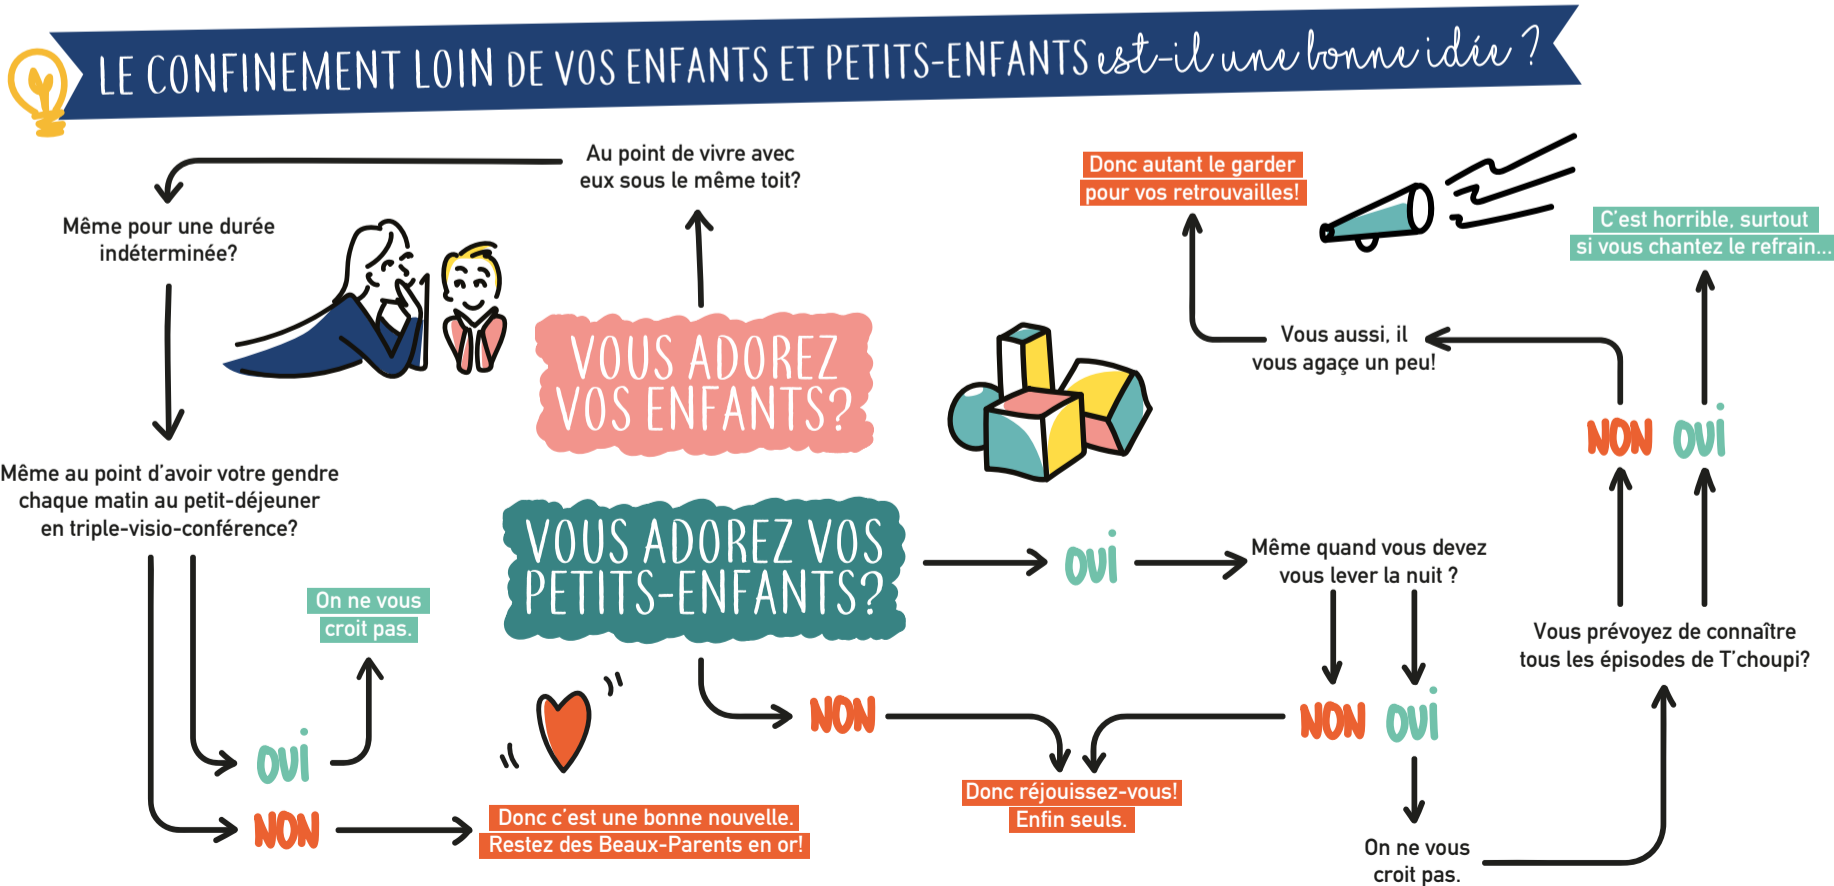 LE CONFINEMENT LOIN DE VOS ENFANTS ET PETITS-ENFANTS est-il une bonne idée ?
Au point de vivre avec
eux sous le même toit?
Même pour une durée
indéterminée?
VOUS ADOREZ
VOS ENFANTS?
Même au point d'avoir votre gendre
chaque matin au petit-déjeuner
en triple-visio-conférence?
On ne vous
croit pas.
OUI
NON
Donc c'est une bonne nouvelle.
Restez des Beaux-Parents en or!
VOUS ADOREZ VOS
PETITS-ENFANTS?
OUI
Même quand vous devez
vous lever la nuit ?
NON
NON OUI
Donc réjouissez-vous!
Enfin seuls.
On ne vous
croit pas.
Vous prévoyez de connaître
tous les épisodes de T'choupi?
NON OUI
Vous aussi, il
vous agaçe un peu!
Donc autant le garder
pour vos retrouvailles!
C'est horrible, surtout
si vous chantez le refrain...